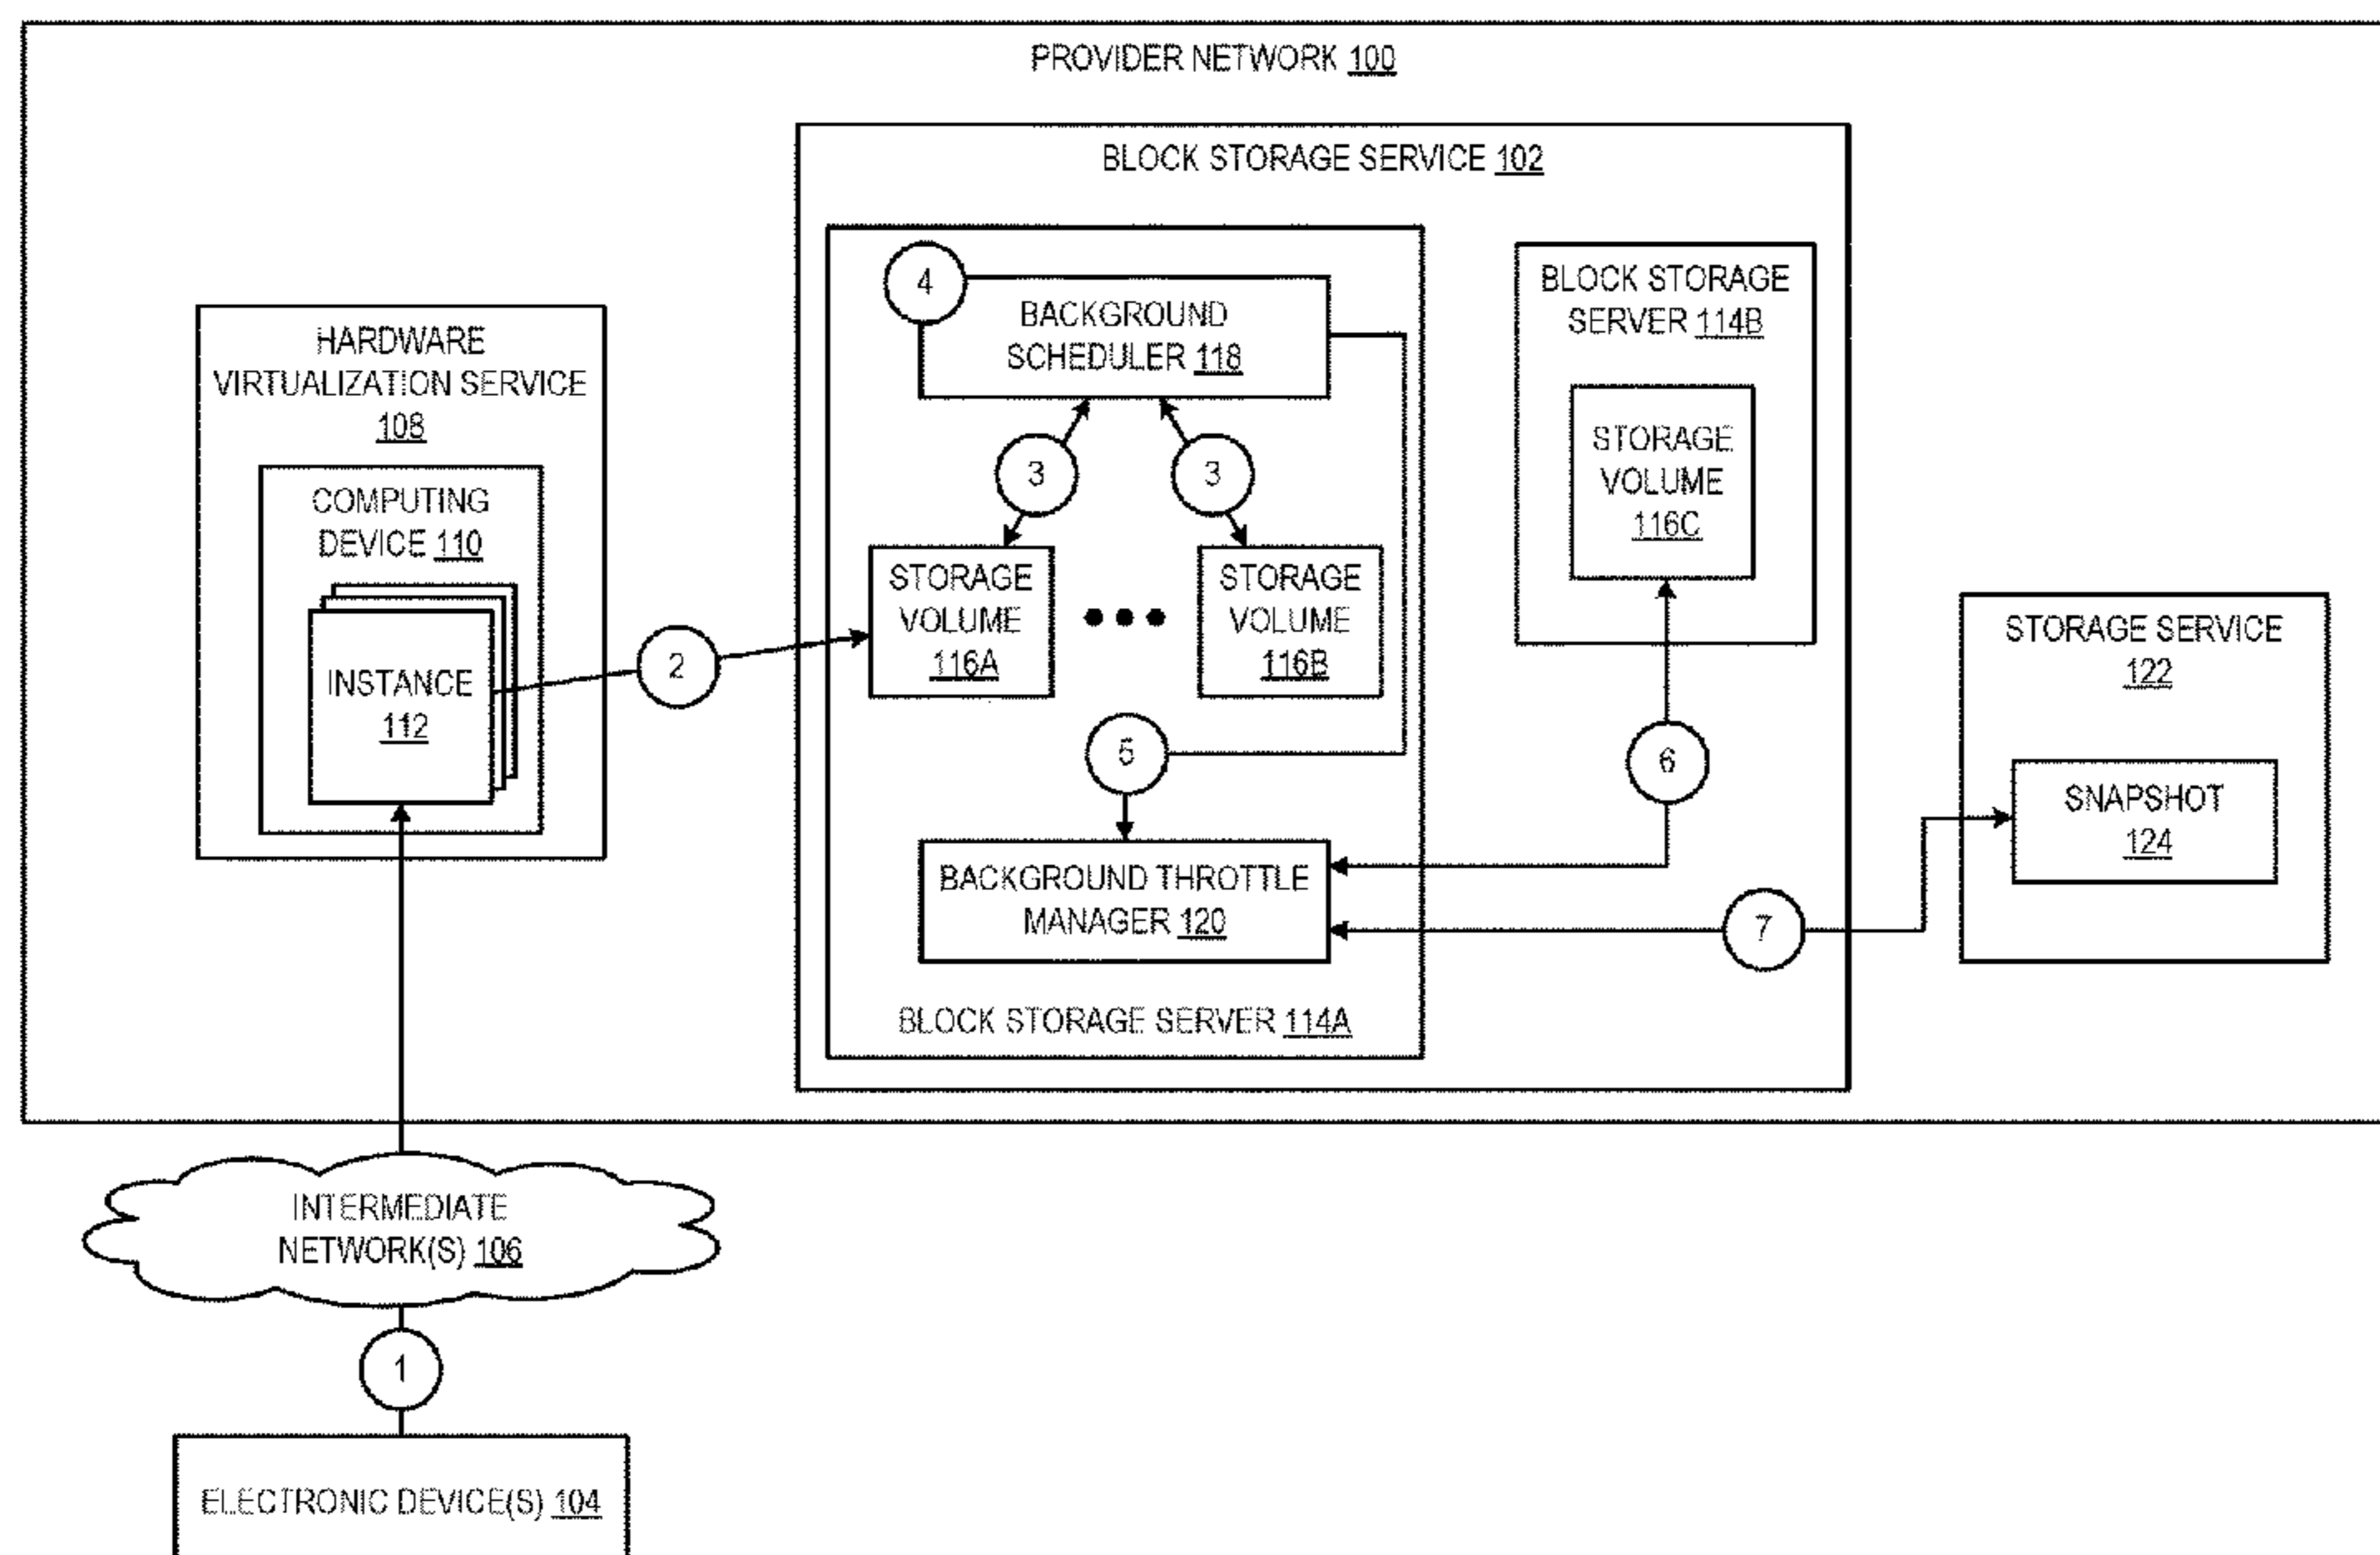 PROVIDER NETWORK 100
BLOCK STORAGE SERVICE 102
4
BACKGROUND
SCHEDULER 118
BLOCK STORAGE
SERVER 114B
HARDWARE
VIRTUALIZATION SERVICE
108
3
3
STORAGE
VOLUME
116C
COMPUTING
DEVICE 110
STORAGE
VOLUME
116A
STORAGE
VOLUME
116B
INSTANCE
112
2
STORAGE SERVICE
122
5
6
SNAPSHOT
124
BACKGROUND THROTTLE
MANAGER 120
7
BLOCK STORAGE SERVER 114A
INTERMEDIATE
NETWORK(S) 106
1
ELECTRONIC DEVICE(S) 104